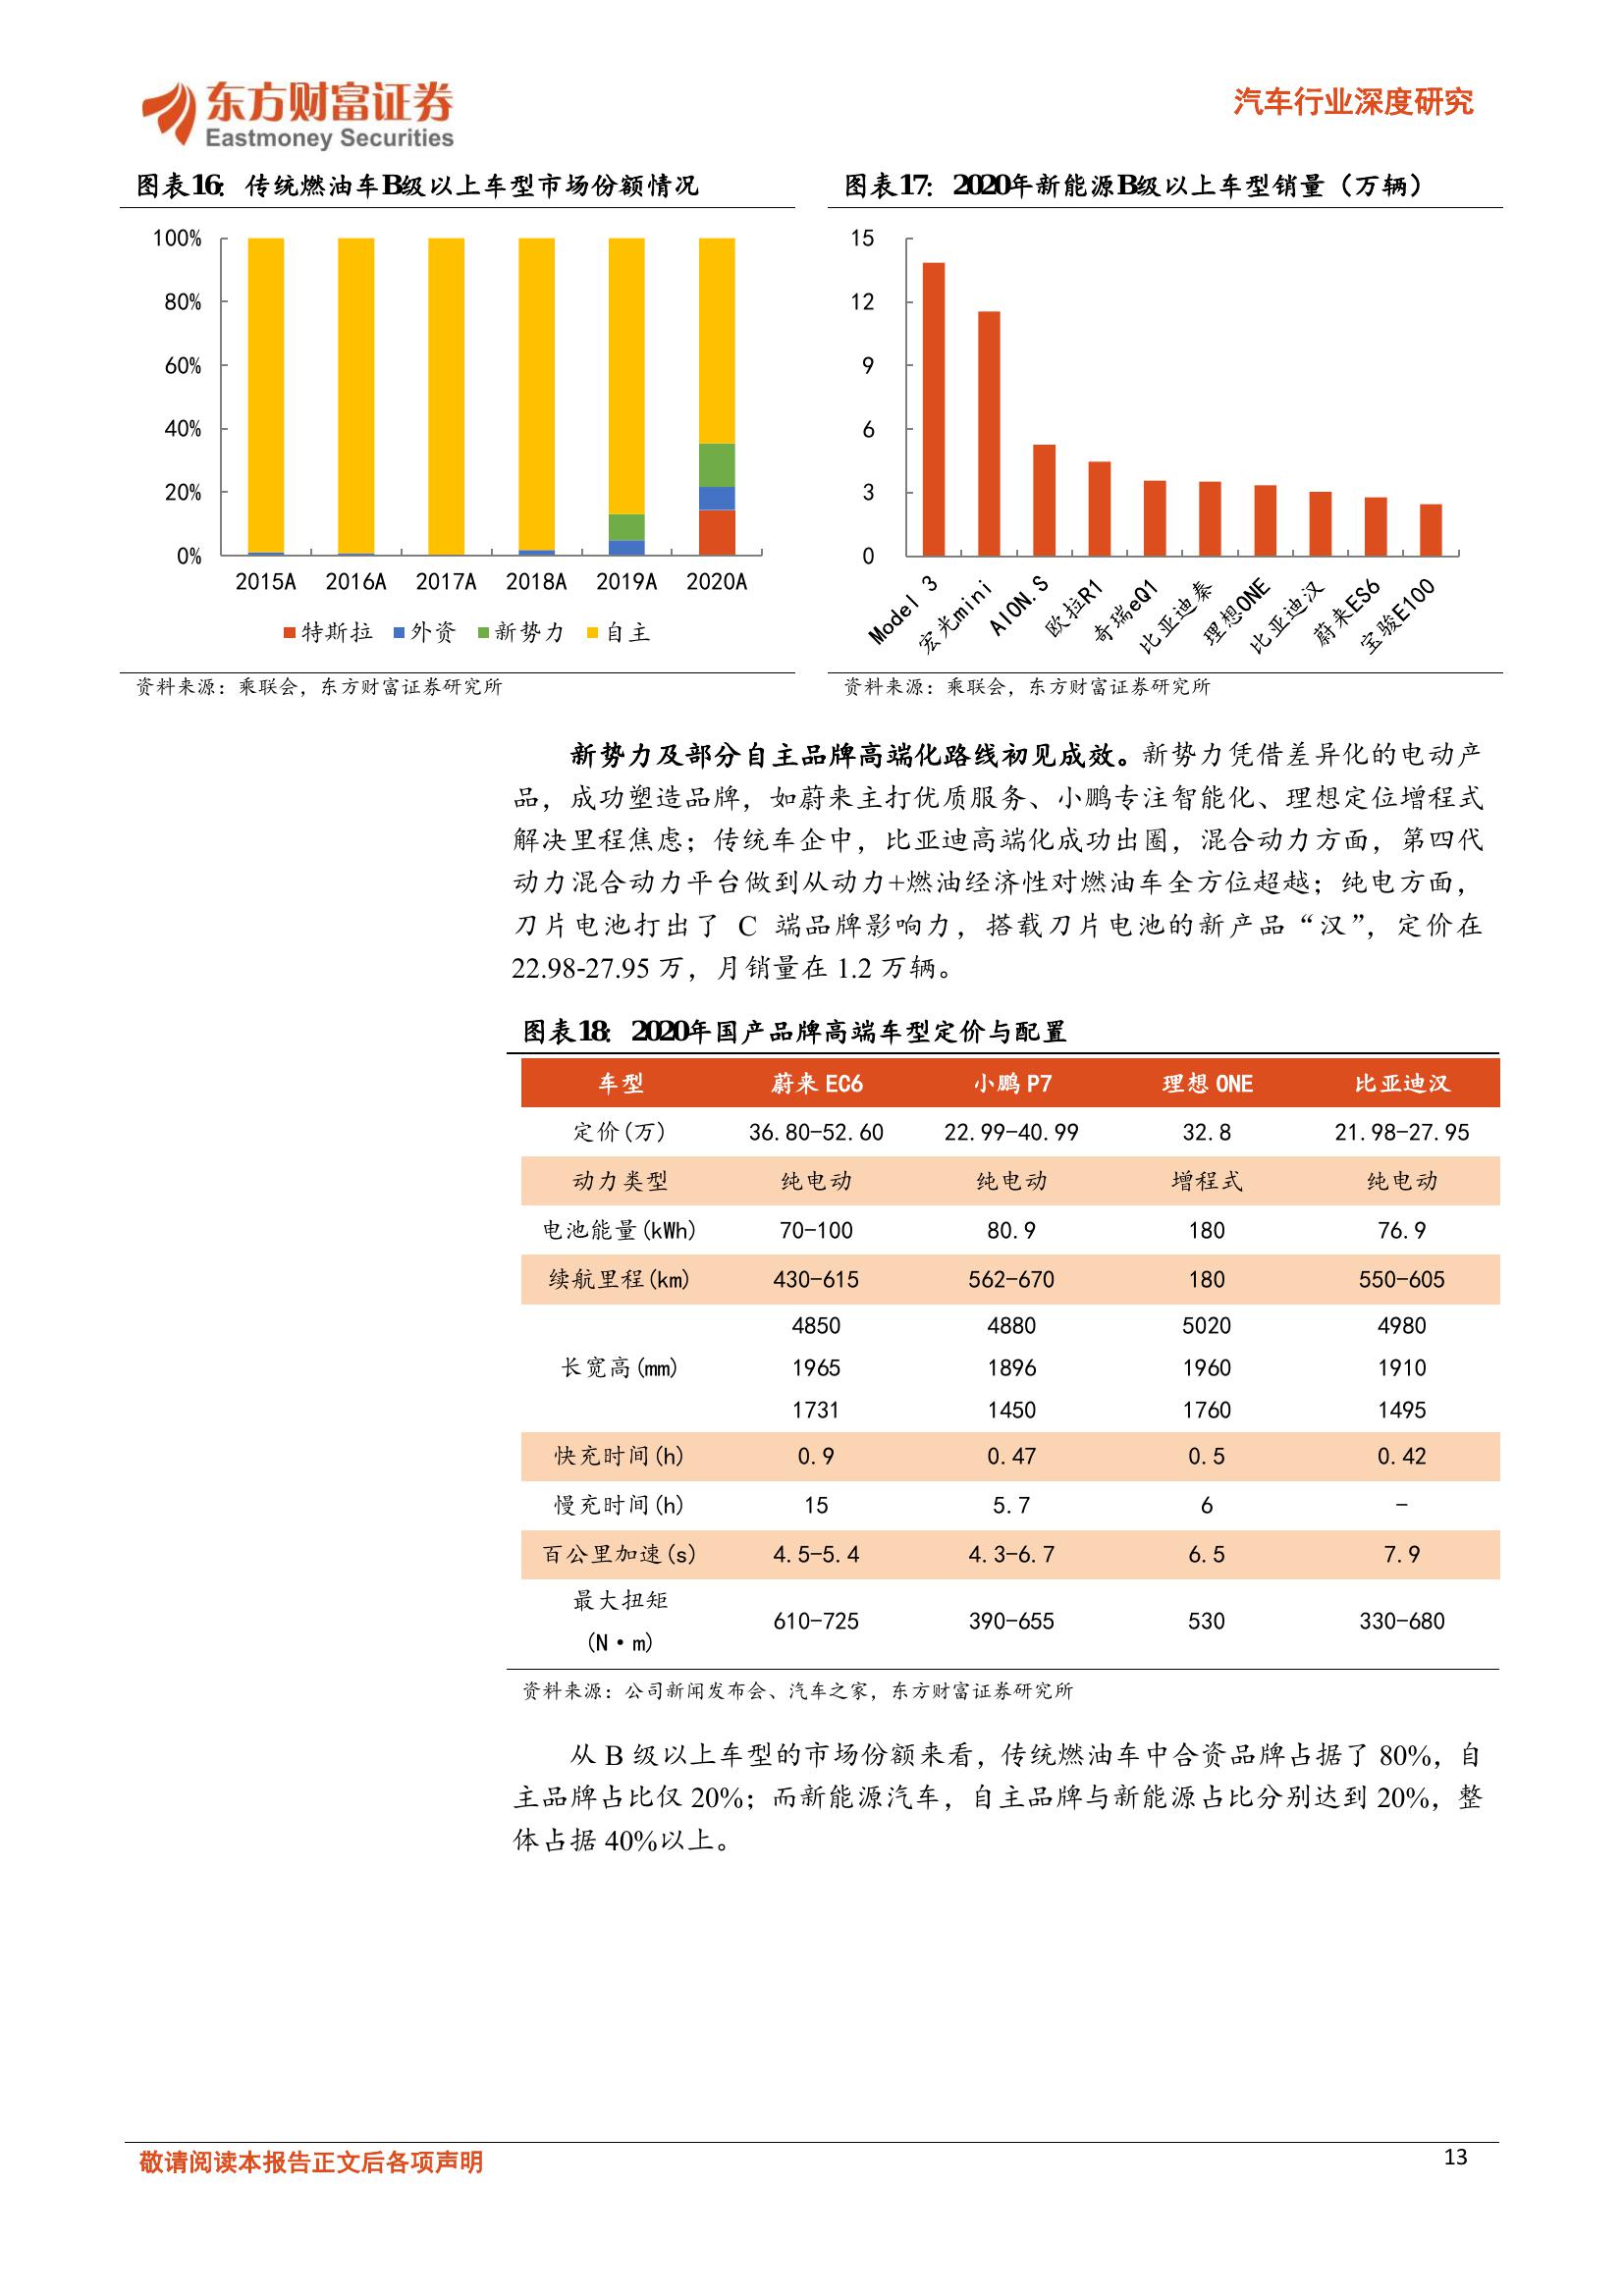 东方财富证券
Eastmoney Securities
汽车行业深度研究
图表16：传统燃油车B级以上车型市场份额情况
100%
80%
60%
40%
20%
0%
2015A 2016A 2017A 2018A 2019A 2020A
特斯拉 外资 新势力 自主
资料来源：乘联会，东方财富证券研究所
图表17：2020年新能源B级以上车型销量（万辆）
15
12
9
6
3
0
Model 3 宏光mini AION.S 欧拉R1 奇瑞eQ1 比亚迪秦 理想ONE 比亚迪汉 蔚来ES6 宝骏E100
资料来源：乘联会，东方财富证券研究所
新势力及部分自主品牌高端化路线初见成效。新势力凭借差异化的电动产
品，成功塑造品牌，如蔚来主打优质服务、小鹏专注智能化、理想定位增程式
解决里程焦虑；传统车企中，比亚迪高端化成功出圈，混合动力方面，第四代
动力混合动力平台做到从动力+燃油经济性对燃油车全方位超越；纯电方面，
刀片电池打出了 C 端品牌影响力，搭载刀片电池的新产品“汉”，定价在
22.98-27.95 万，月销量在 1.2 万辆。
图表18：2020年国产品牌高端车型定价与配置
车型 蔚来 EC6 小鹏 P7 理想 ONE 比亚迪汉
定价(万) 36.80-52.60 22.99-40.99 32.8 21.98-27.95
动力类型 纯电动 纯电动 增程式 纯电动
电池能量(kWh) 70-100 80.9 180 76.9
续航里程(km) 430-615 562-670 180 550-605
4850 4880 5020 4980
长宽高(mm) 1965 1896 1960 1910
1731 1450 1760 1495
快充时间(h) 0.9 0.47 0.5 0.42
慢充时间(h) 15 5.7 6 -
百公里加速(s) 4.5-5.4 4.3-6.7 6.5 7.9
最大扭矩
(N·m) 610-725 390-655 530 330-680
资料来源：公司新闻发布会、汽车之家，东方财富证券研究所
从 B 级以上车型的市场份额来看，传统燃油车中合资品牌占据了 80%，自
主品牌占比仅 20%；而新能源汽车，自主品牌与新能源占比分别达到 20%，整
体占据 40%以上。
敬请阅读本报告正文后各项声明
13